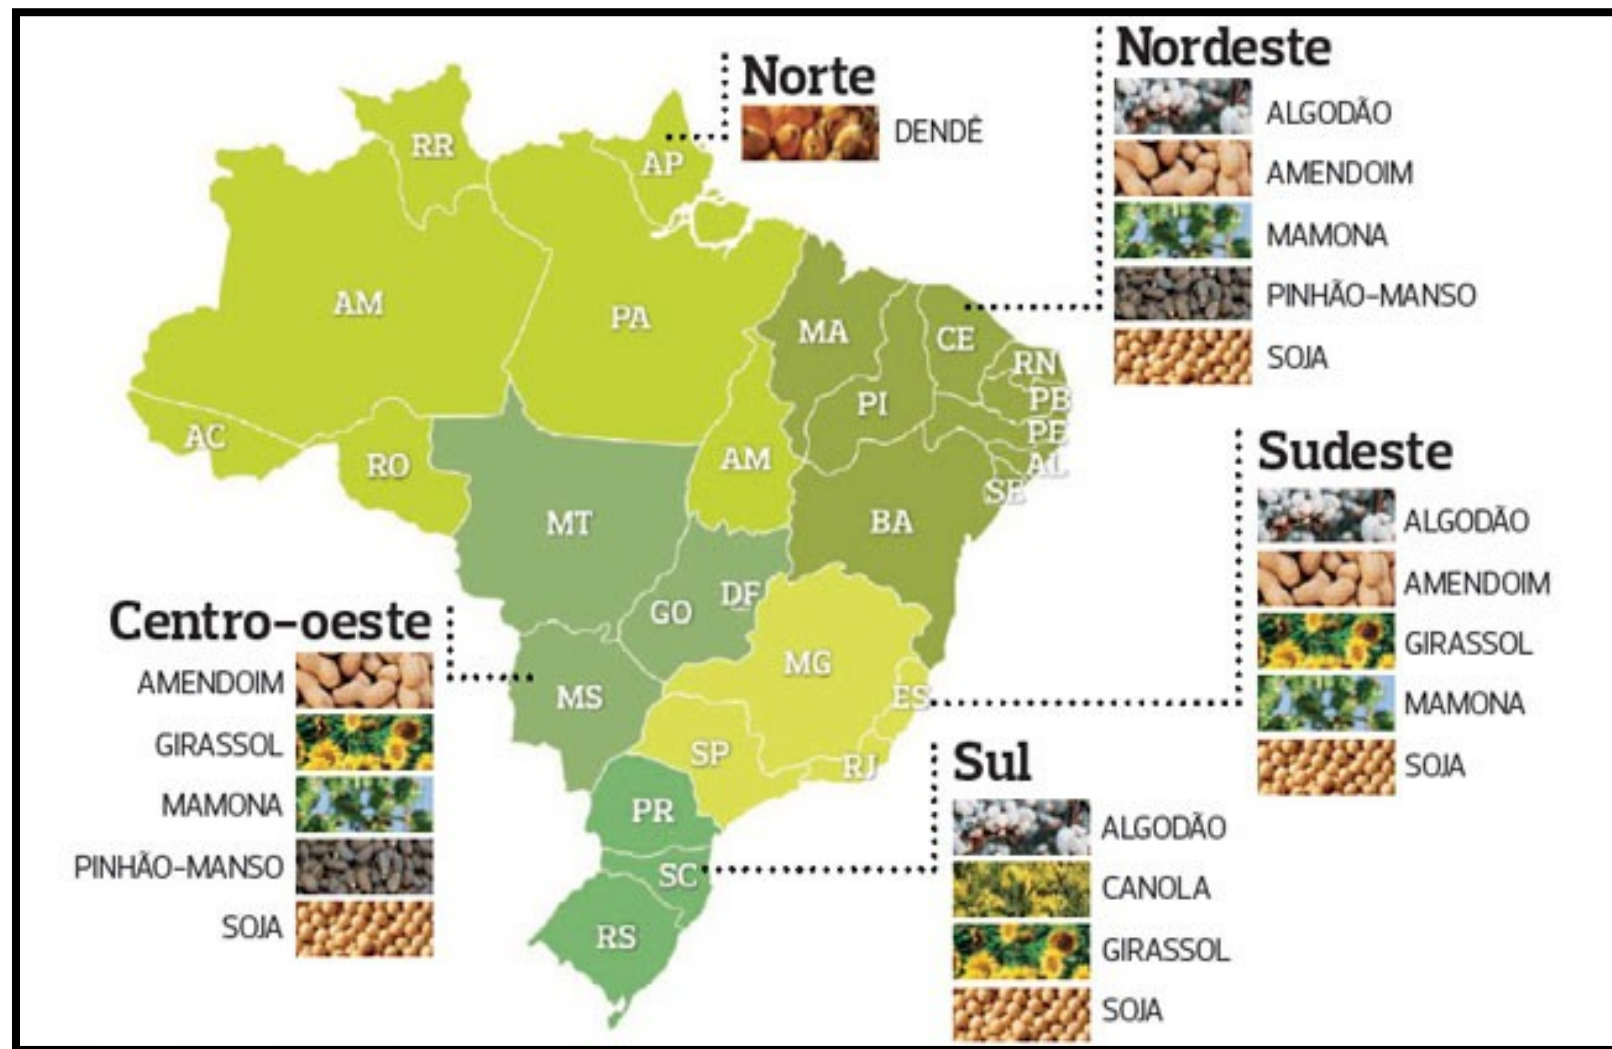 Norte
DENDÊ
Nordeste
ALGODÃO
AMENDOIM
MAMONA
PINHÃO-MANSO
SOJA
Sudeste
ALGODÃO
AMENDOIM
GIRASSOL
MAMONA
SOJA
Centro-oeste
AMENDOIM
GIRASSOL
MAMONA
PINHÃO-MANSO
SOJA
Sul
ALGODÃO
CANOLA
GIRASSOL
SOJA
RR
AP
AM
PA
MA
CE
RN
PB
PI
PE
AC
RO
AM
AL
SE
MT
BA
DF
GO
MG
MS
ES
SP
RJ
PR
SC
RS